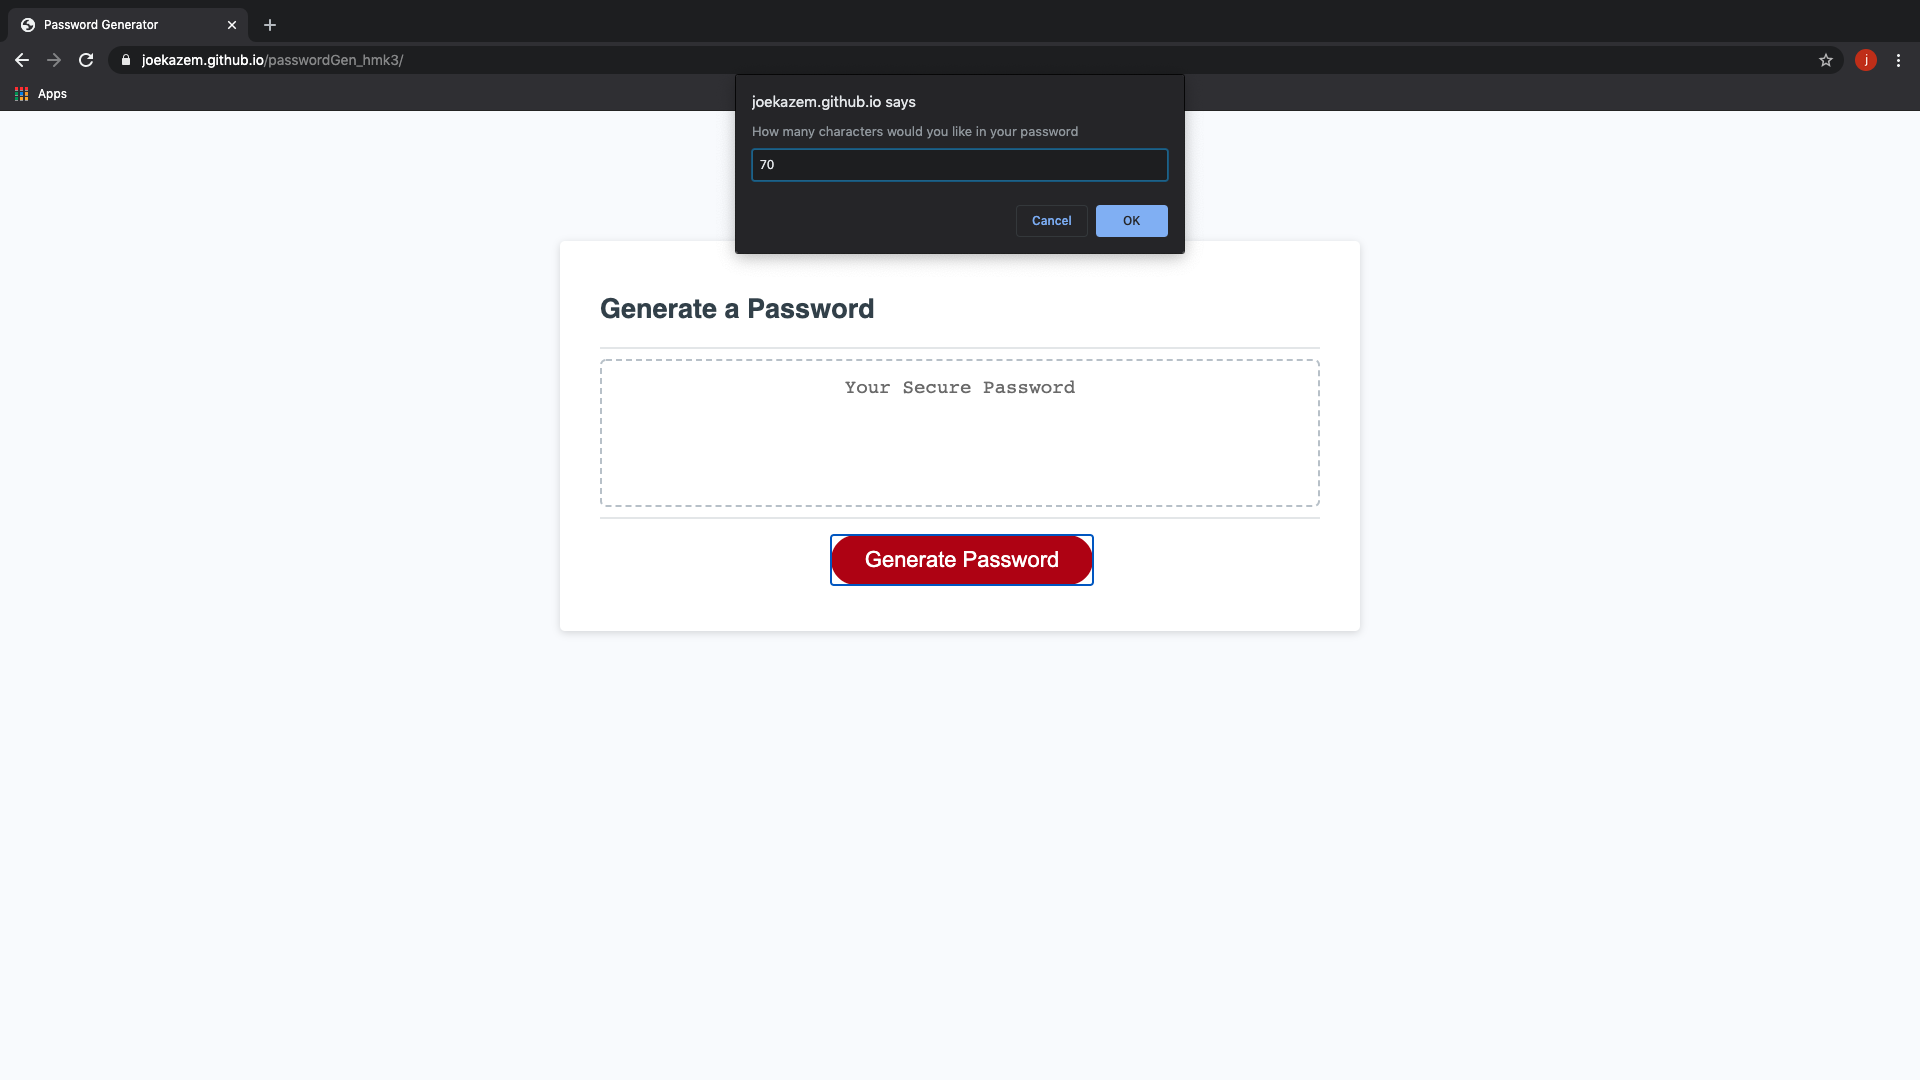 Password Generator
joekazem.github.io/passwordGen_hmk3/
j
Apps
joekazem.github.io says
How many characters would you like in your password
70
Cancel
OK
Generate a Password
Your Secure Password
Generate Password